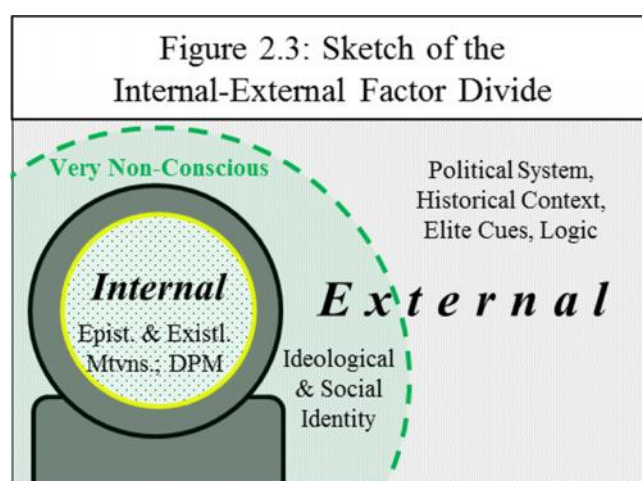 Figure 2.3: Sketch of the
Internal-External Factor Divide
Very Non-Conscious
Political System,
Historical Context,
Elite Cues, Logic
Internal
External
Epist. & Existl.
Mtvns.; DPM
Ideological
& Social
Identity